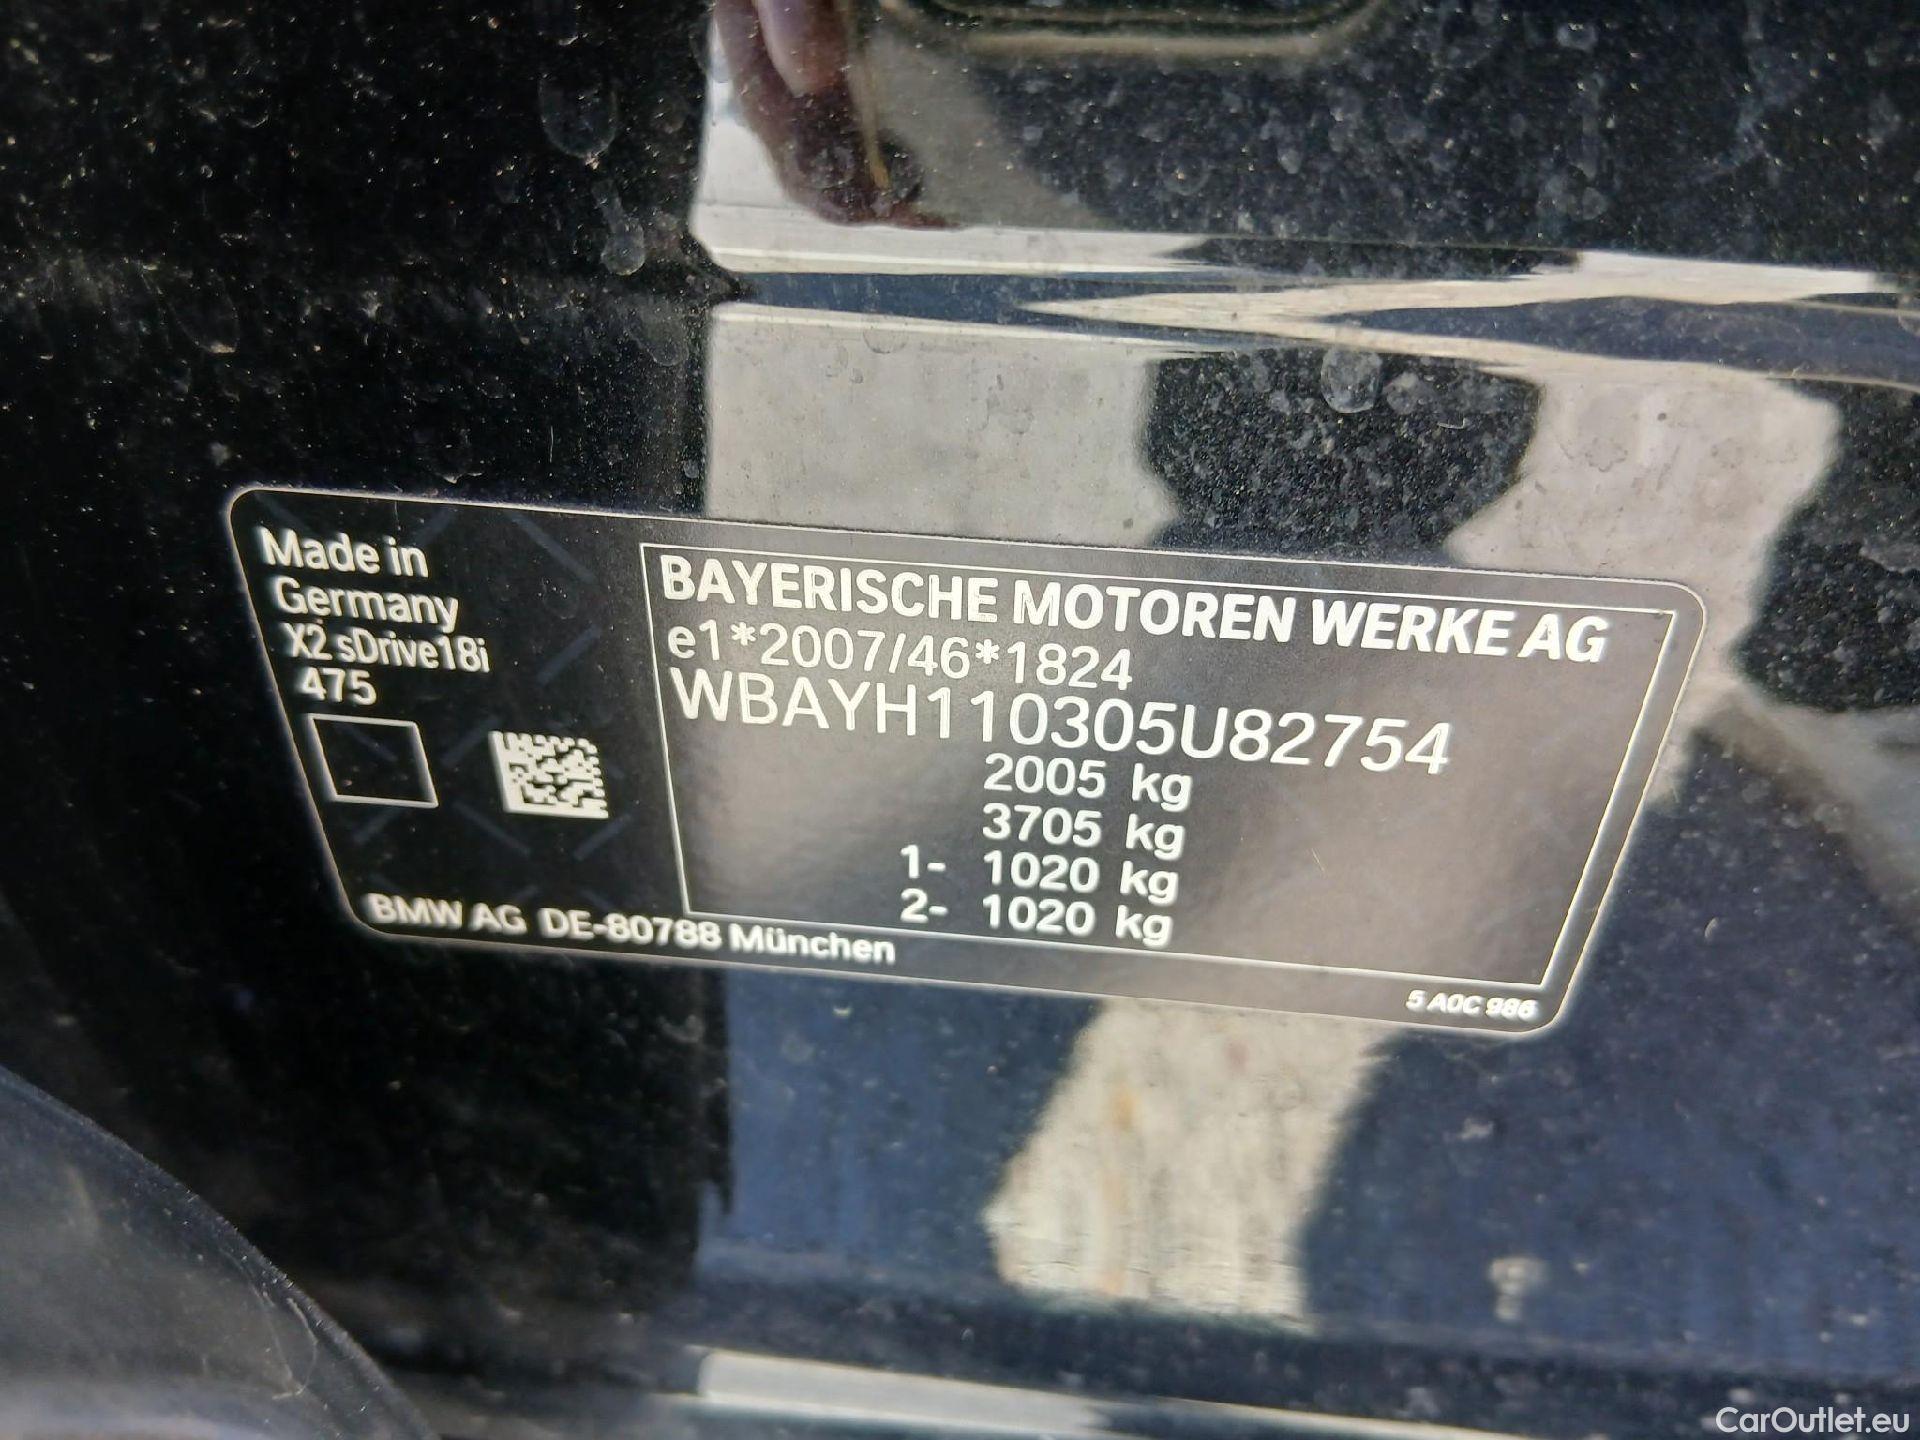 Made in
Germany
X2 sDrive18i
475
BAYERISCHE MOTOREN WERKE AG
e1*2007/46*1824
WBAYH110305U82754
2005 kg
3705 kg
1- 1020 kg
2- 1020 kg
BMW AG DE-80788 München
5 A0C 986
CarOutlet.eu